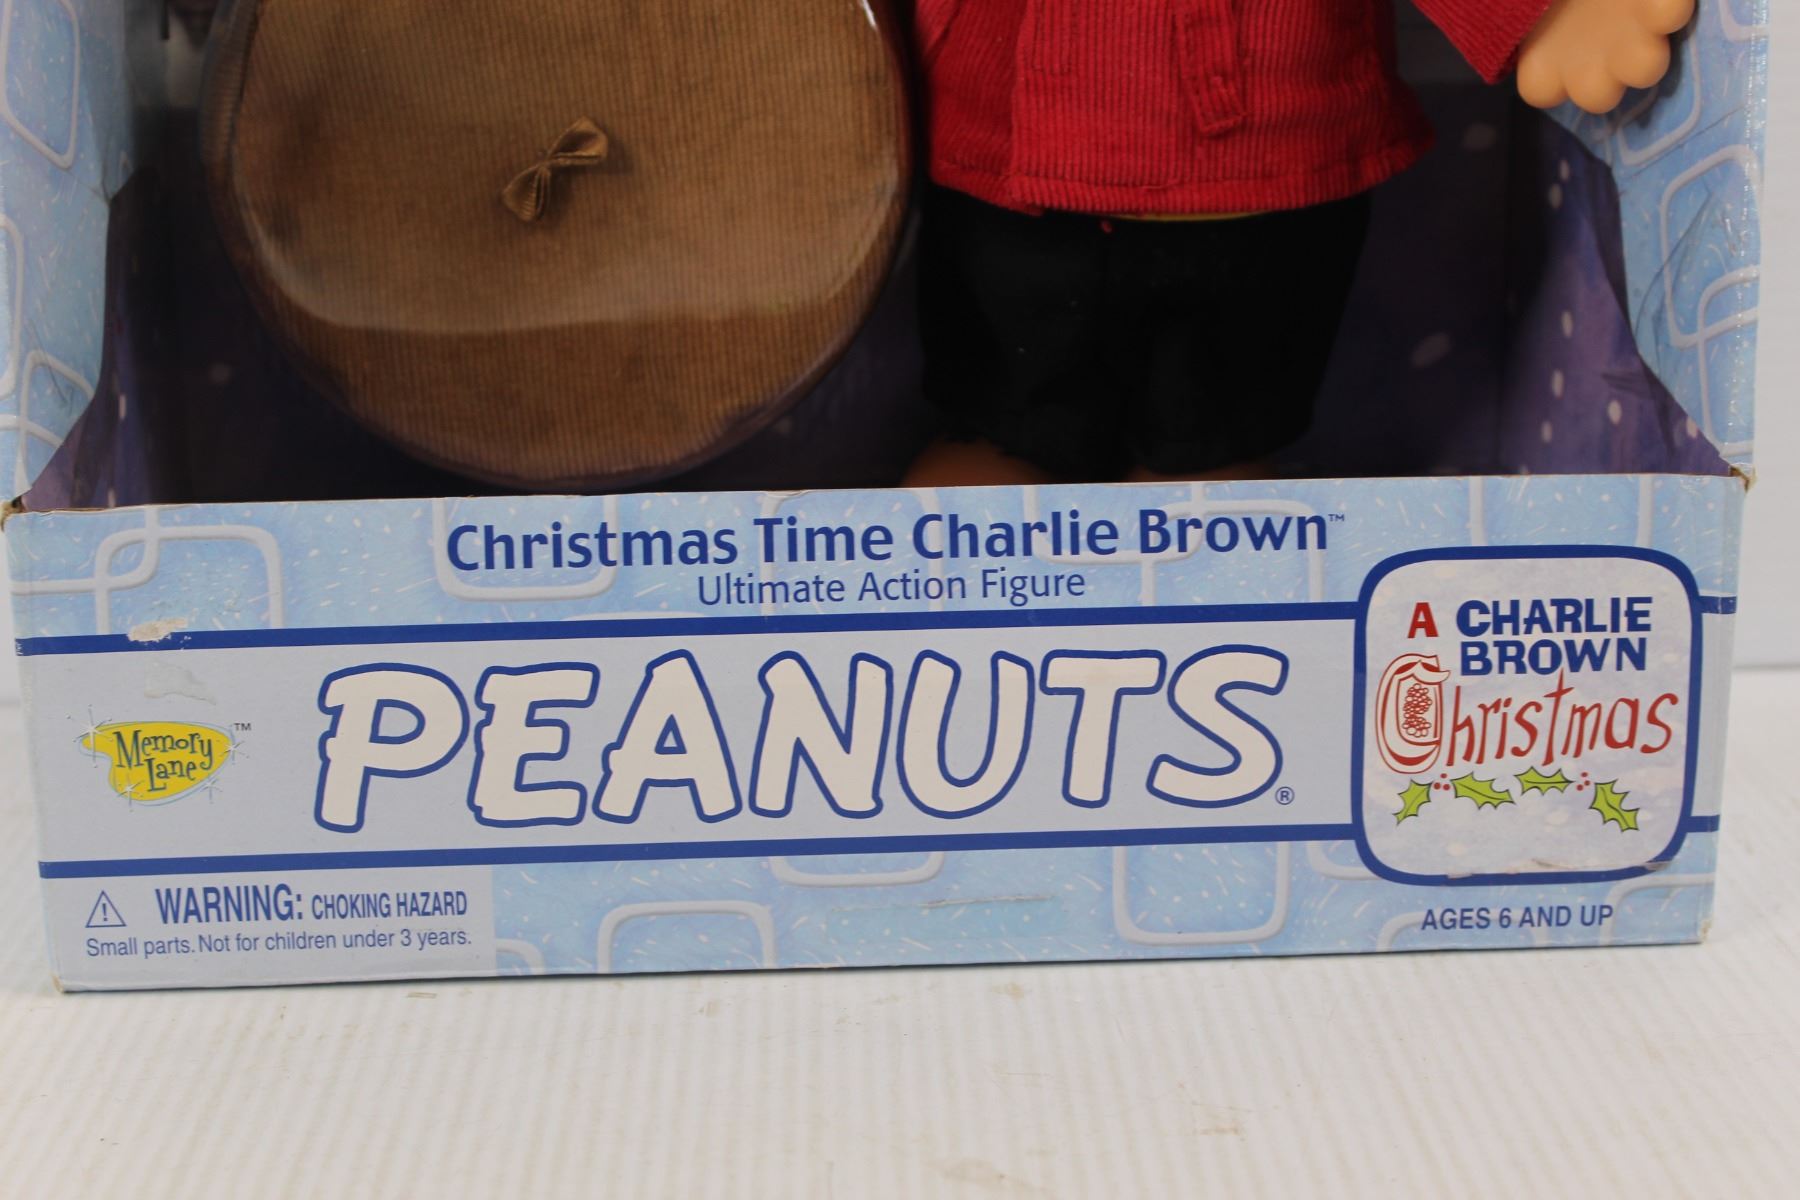 Christmas Time Charlie Brown™
Ultimate Action Figure
PEANUTS®
Memory
Lane™
A CHARLIE
BROWN
Christmas
⚠ WARNING: CHOKING HAZARD
Small parts. Not for children under 3 years.
AGES 6 AND UP